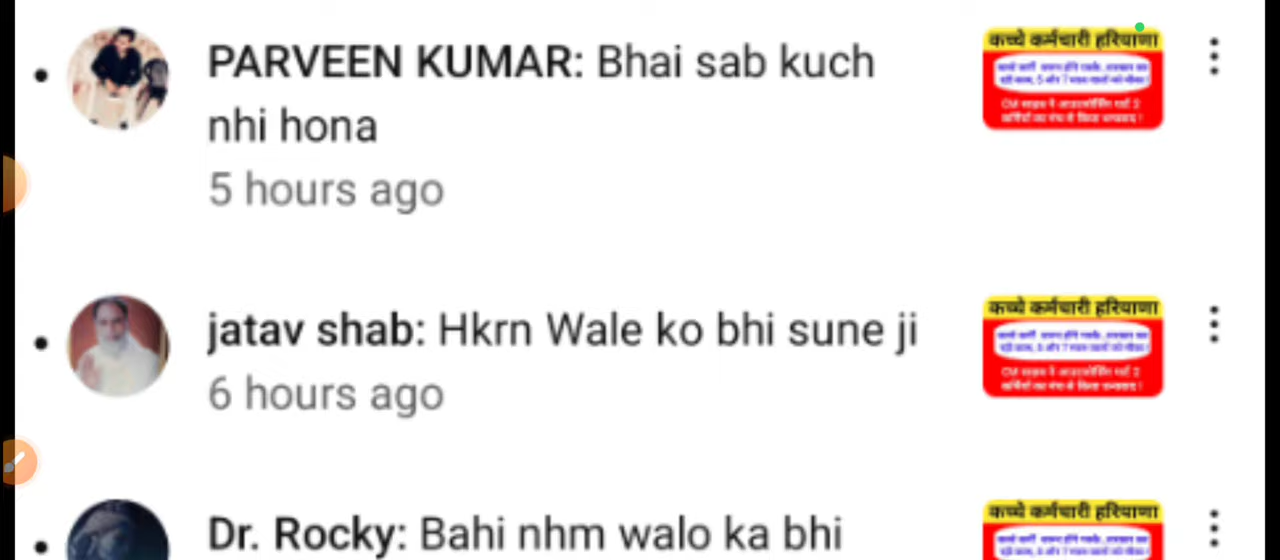 PARVEEN KUMAR: Bhai sab kuch
nhi hona
5 hours ago
कच्चे कर्मचारी हरियाणा
jatav shab: Hkrn Wale ko bhi sune ji
6 hours ago
कच्चे कर्मचारी हरियाणा
Dr. Rocky: Bahi nhm walo ka bhi
कच्चे कर्मचारी हरियाणा